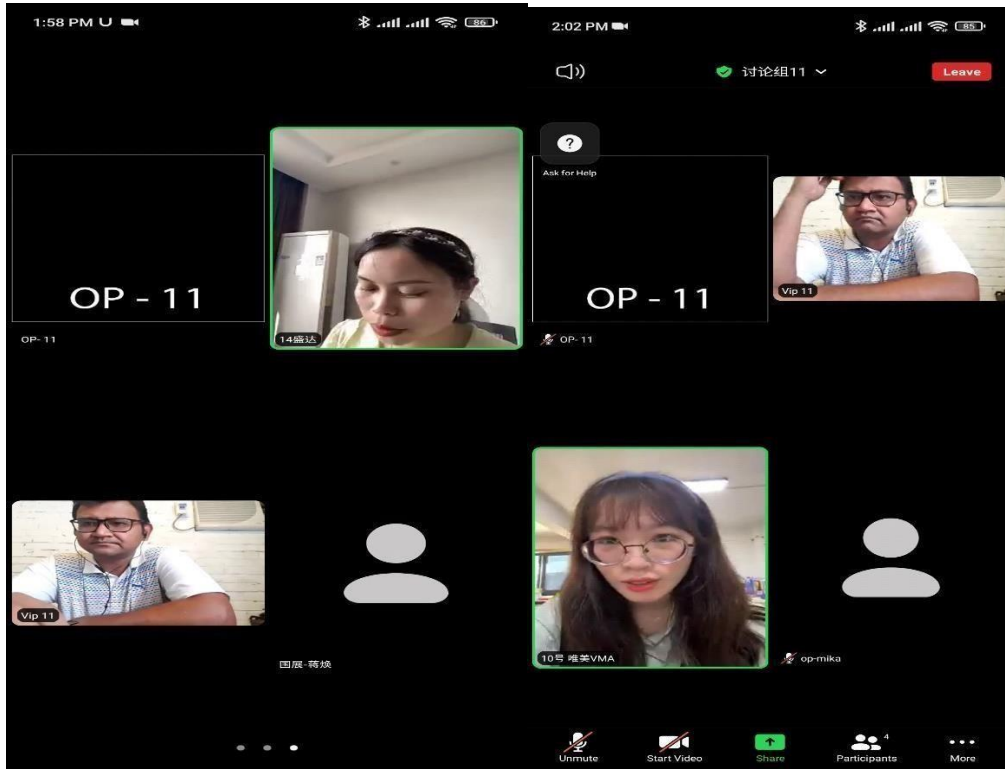 1:58 PM U
86
OP - 11
OP- 11
14盛达
Vip 11
国展-蒋焕
2:02 PM
85
讨论组11
Leave
?
Ask for Help
OP - 11
OP- 11
Vip 11
10号 唯美VMA
op-mika
Unmute
Start Video
Share
4
Participants
More